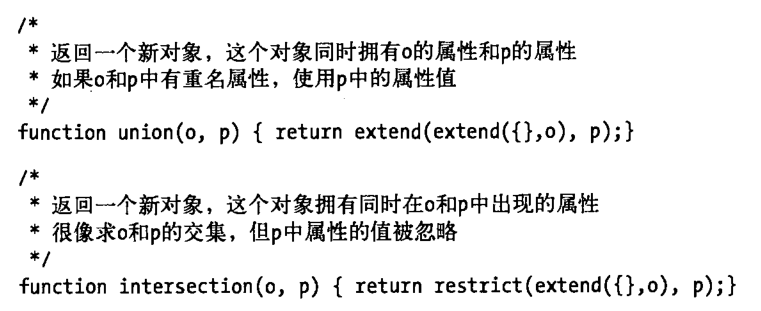 /*
 * 返回一个新对象，这个对象同时拥有o的属性和p的属性
 * 如果o和p中有重名属性，使用p中的属性值
 */
function union(o, p) { return extend(extend({},o), p);}
/*
 * 返回一个新对象，这个对象拥有同时在o和p中出现的属性
 * 很像求o和p的交集，但p中属性的值被忽略
 */
function intersection(o, p) { return restrict(extend({},o), p);}